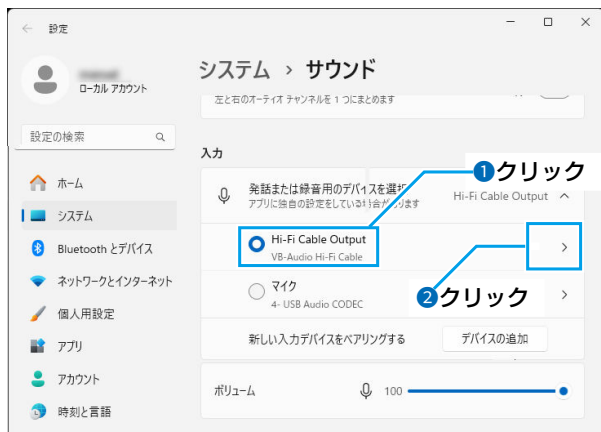 設定
ローカル アカウント
設定の検索
ホーム
システム
Bluetooth とデバイス
ネットワークとインターネット
個人用設定
アプリ
アカウント
時刻と言語
システム › サウンド
左と右のオーディオ チャンネルを 1 つにまとめます
入力
❶クリック
発話または録音用のデバイスを選択
Hi-Fi Cable Output
アプリに独自の設定をしている場合があります
Hi-Fi Cable Output
VB-Audio Hi-Fi Cable
マイク
4- USB Audio CODEC
❷クリック
新しい入力デバイスをペアリングする
デバイスの追加
ボリューム
100